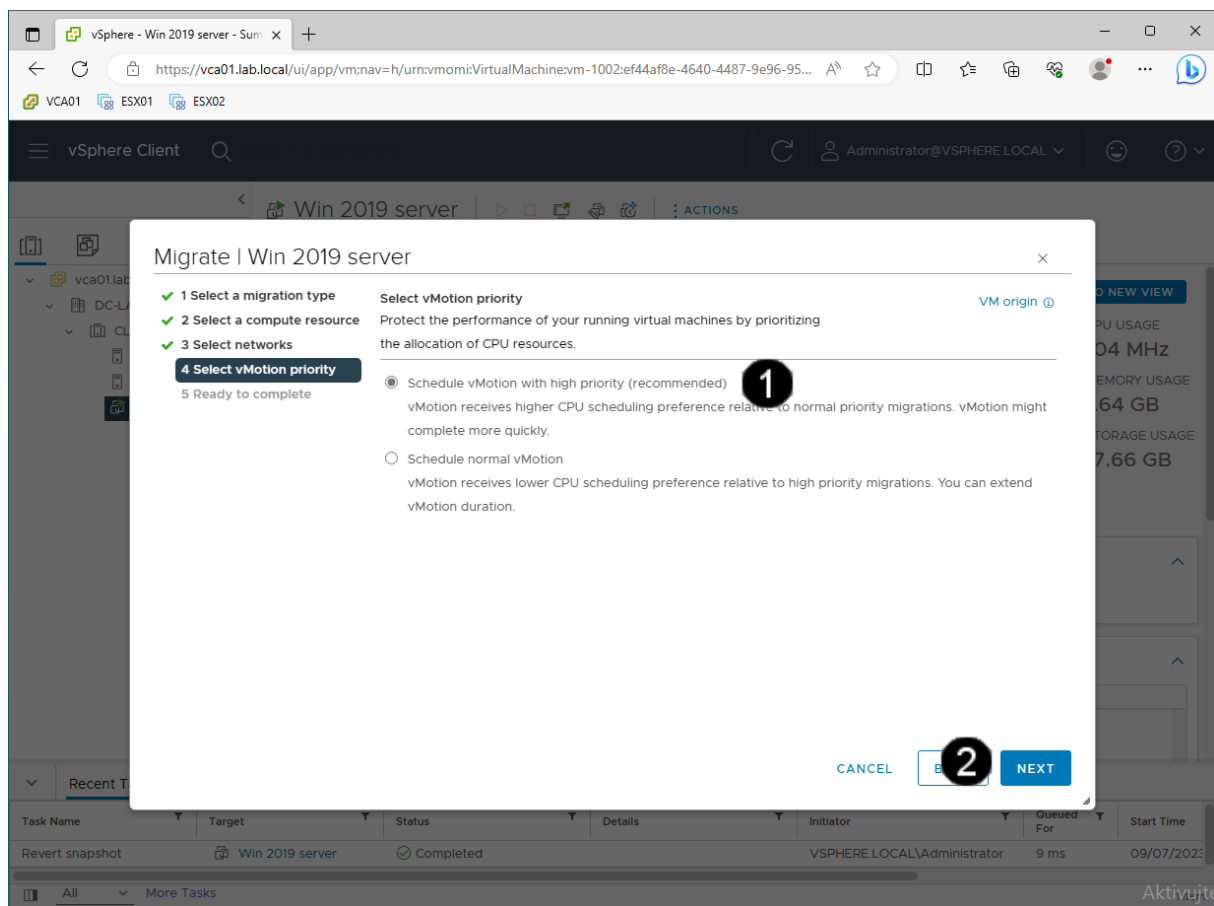 vSphere - Win 2019 server - Sum
https://vca01.lab.local/ui/app/vm;nav=h/urn:vmomi:VirtualMachine:vm-1002:ef44af8e-4640-4487-9e96-95...
VCA01 ESX01 ESX02
vSphere Client Administrator@VSPHERE.LOCAL
Win 2019 server ACTIONS
Migrate | Win 2019 server
1 Select a migration type
2 Select a compute resource
3 Select networks
4 Select vMotion priority
5 Ready to complete
Select vMotion priority VM origin
Protect the performance of your running virtual machines by prioritizing
the allocation of CPU resources.
Schedule vMotion with high priority (recommended) 1
vMotion receives higher CPU scheduling preference relative to normal priority migrations. vMotion might
complete more quickly.
Schedule normal vMotion
vMotion receives lower CPU scheduling preference relative to high priority migrations. You can extend
vMotion duration.
CANCEL 2 NEXT
vca01.lab
DC-LA
CL
O NEW VIEW
PU USAGE
04 MHz
EMORY USAGE
.64 GB
TORAGE USAGE
7.66 GB
Recent T
Task Name Target Status Details Initiator Queued For Start Time
Revert snapshot Win 2019 server Completed VSPHERE.LOCAL\Administrator 9 ms 09/07/2023
All More Tasks
Aktivujte